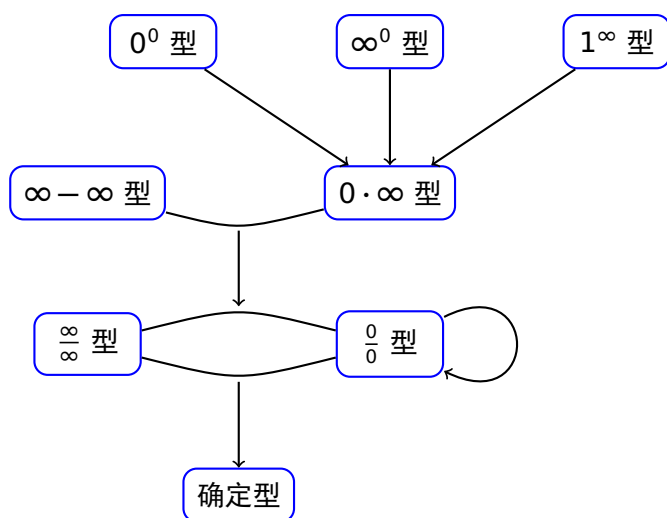 0⁰ 型
∞⁰ 型
1^∞ 型
∞ − ∞ 型
0 · ∞ 型
∞/∞ 型
0/0 型
确定型